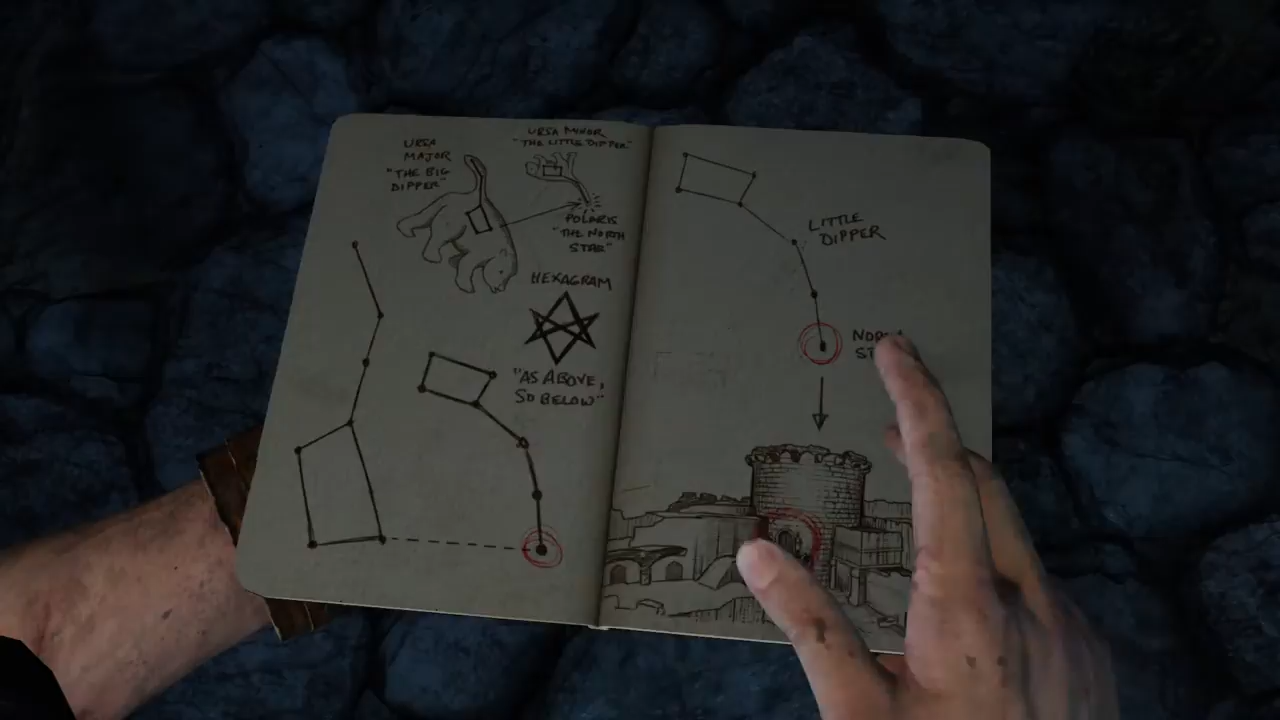 URSA
MAJOR
"THE BIG
DIPPER"
URSA MINOR
"THE LITTLE DIPPER"
POLARIS
"THE NORTH
STAR"
HEXAGRAM
"AS ABOVE,
SO BELOW"
LITTLE
DIPPER